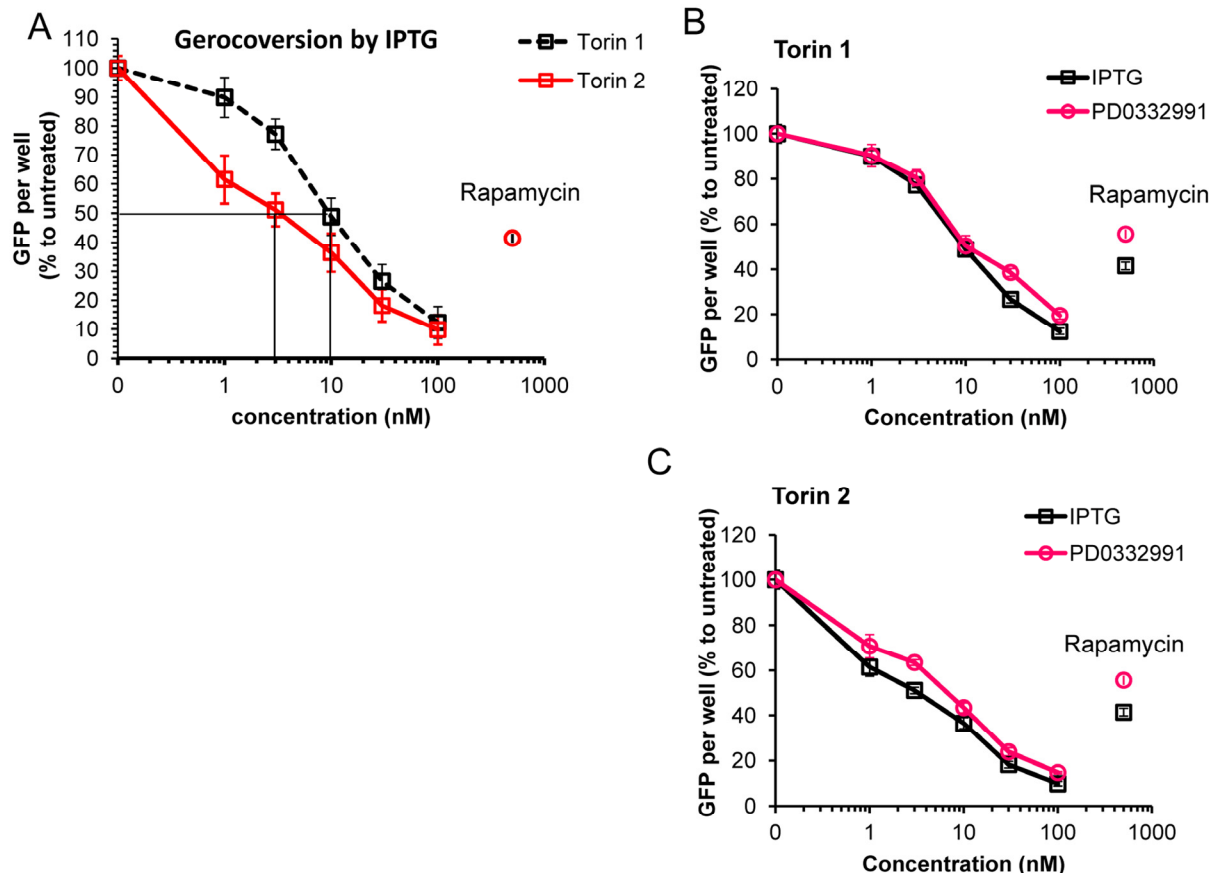 A
Gerocoversion by IPTG
Torin 1
Torin 2
110
100
90
80
70
60
50
40
30
20
10
0
GFP per well
(% to untreated)
Rapamycin
0 1 10 100 1000
concentration (nM)
B
Torin 1
IPTG
PD0332991
120
100
80
60
40
20
0
GFP per well (% to untreated)
Rapamycin
0 1 10 100 1000
Concentration (nM)
C
Torin 2
IPTG
PD0332991
120
100
80
60
40
20
0
GFP per well (% to untreated)
Rapamycin
0 1 10 100 1000
Concentration (nM)